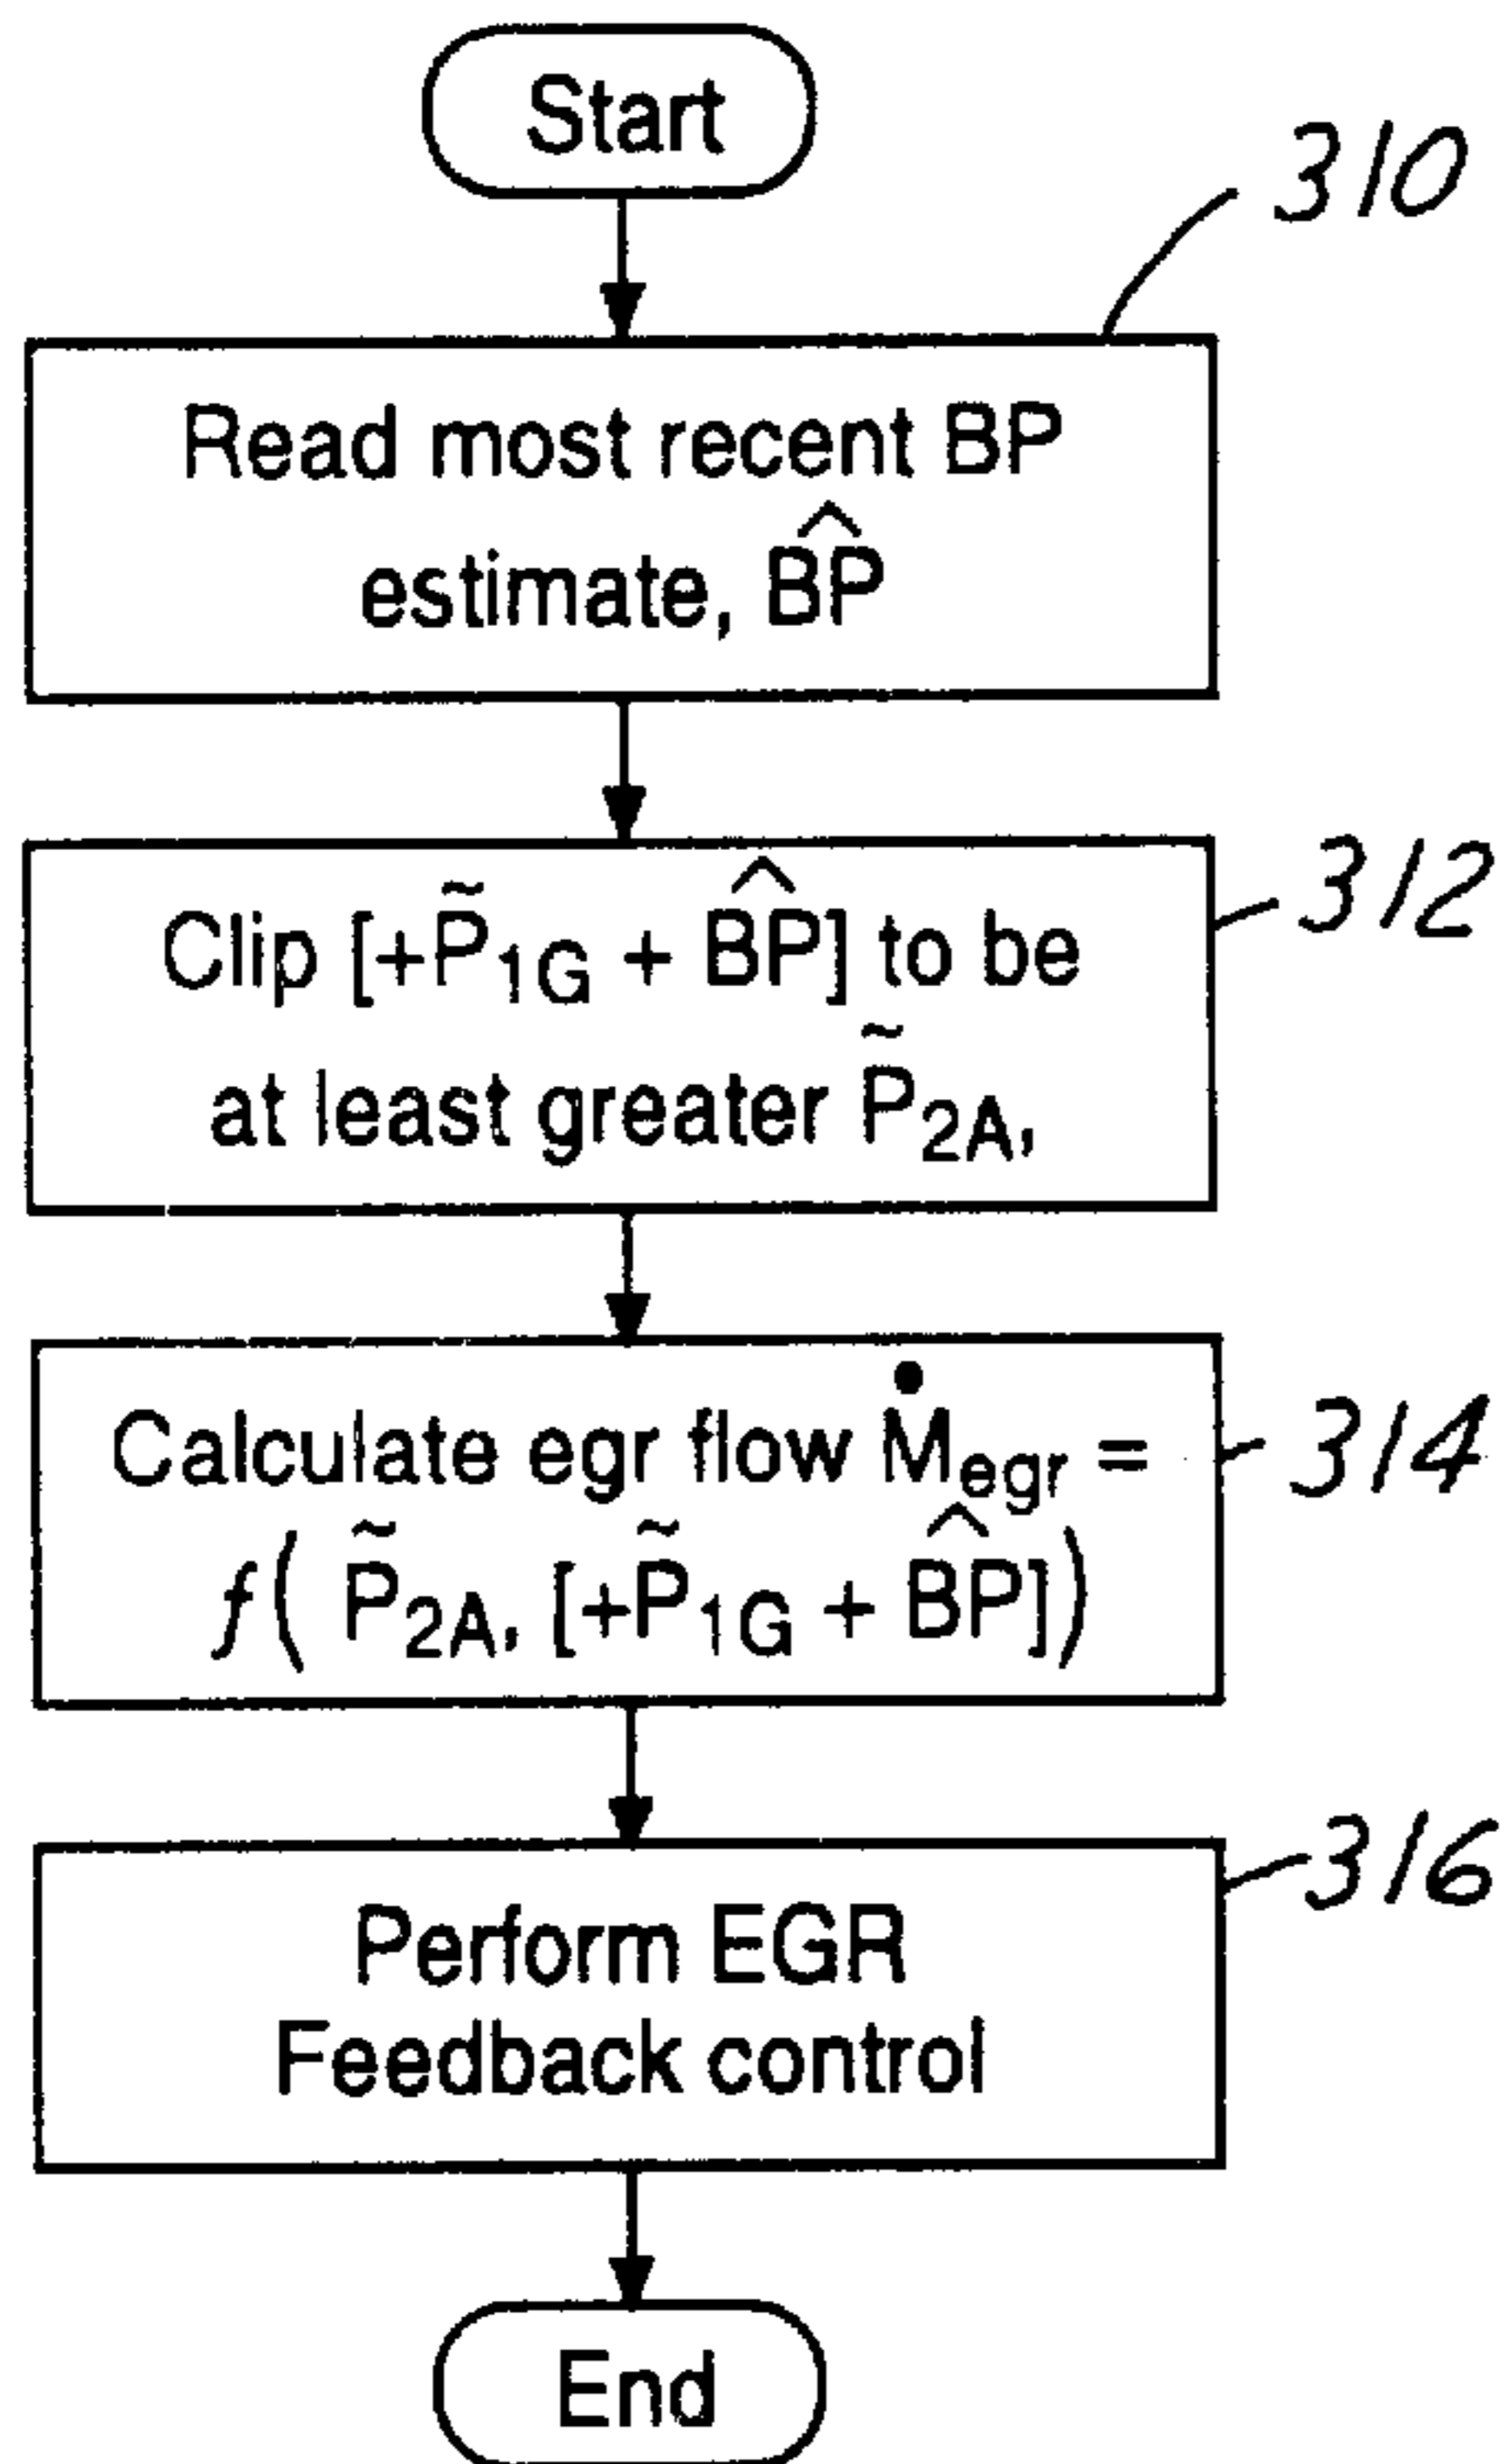 Start
310
Read most recent BP
estimate, B̂P̂
312
Clip [+P̃₁G + B̂P̂] to be
at least greater P̃₂A,
314
Calculate egr flow Ṁegr =
f( P̃₂A, [+P̃₁G + B̂P̂])
316
Perform EGR
Feedback control
End